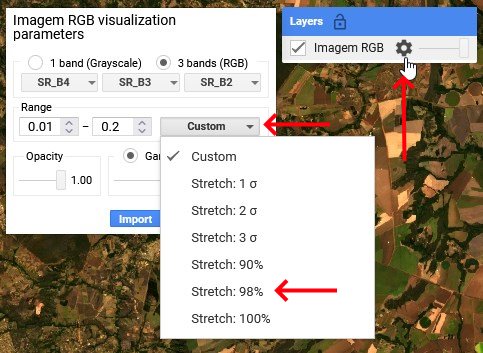 Imagem RGB visualization
parameters
1 band (Grayscale) 3 bands (RGB)
SR_B4 SR_B3 SR_B2
Range
0.01 – 0.2 Custom
Opacity
1.00
Import
Custom
Stretch: 1 σ
Stretch: 2 σ
Stretch: 3 σ
Stretch: 90%
Stretch: 98%
Stretch: 100%
Layers
Imagem RGB